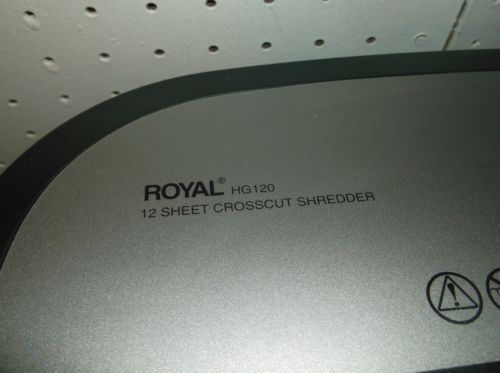 ROYAL® HG120
12 SHEET CROSSCUT SHREDDER